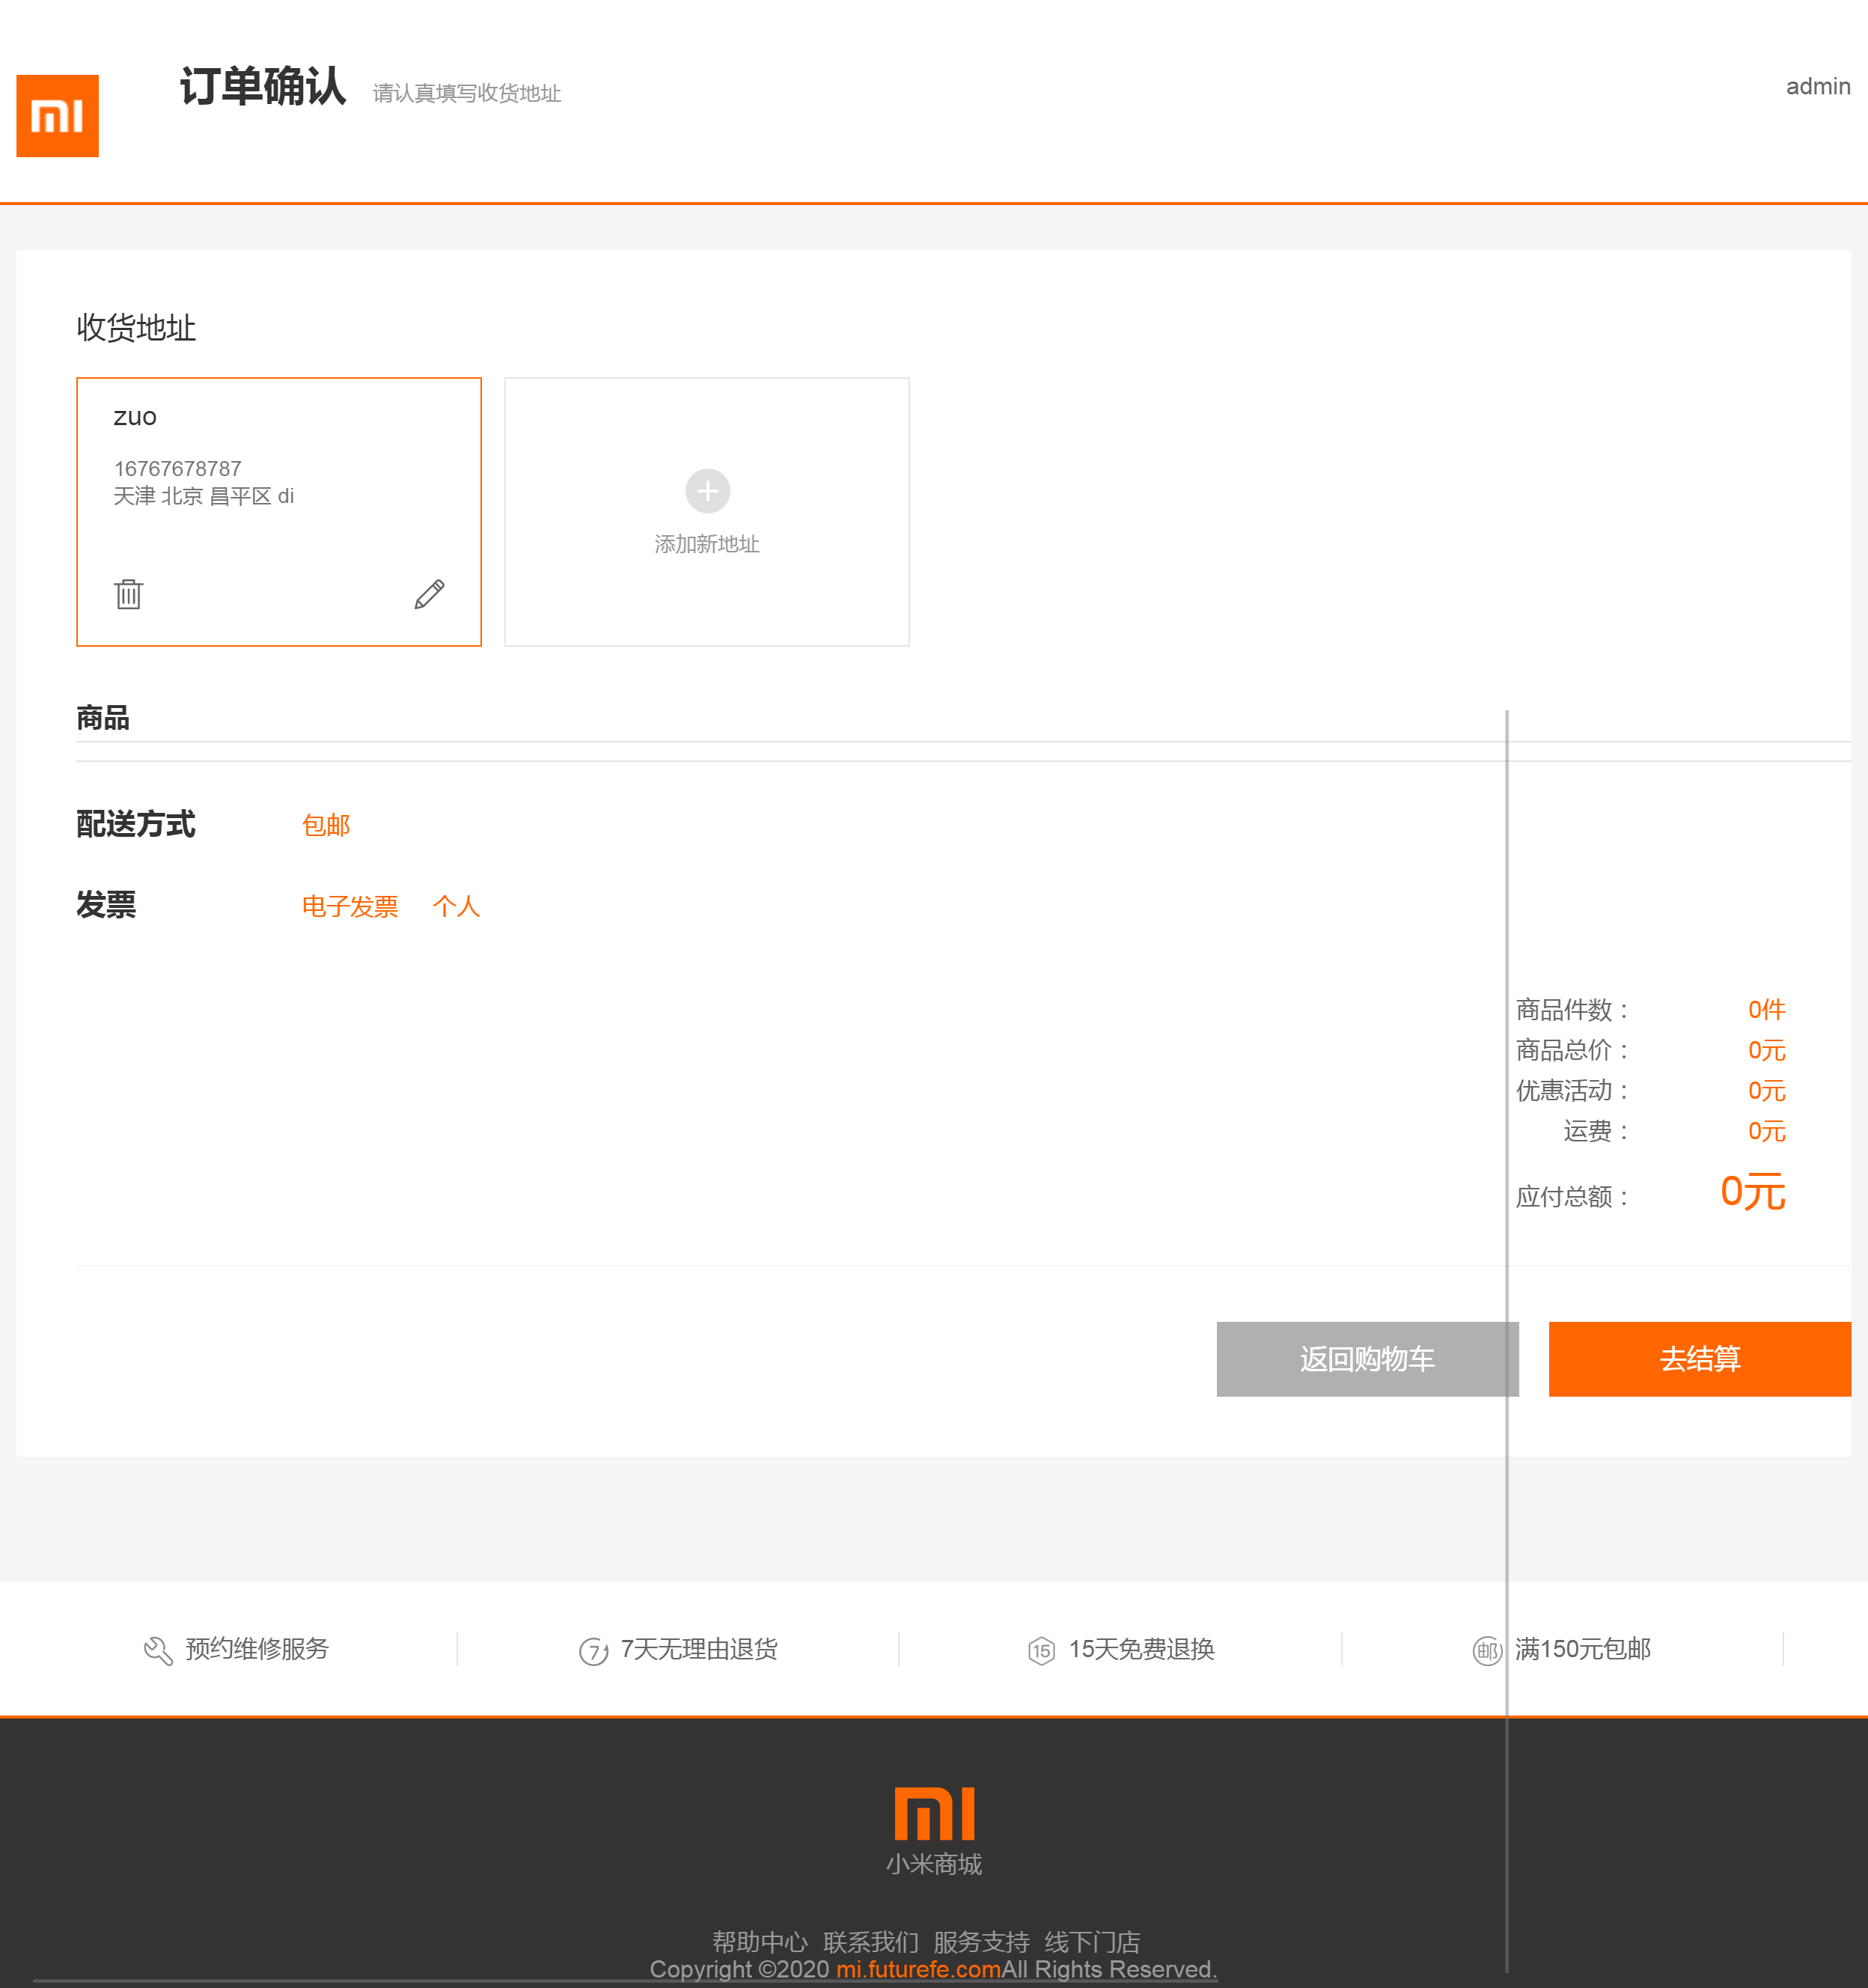 订单确认 请认真填写收货地址 admin
收货地址
zuo
16767678787
天津 北京 昌平区 di
添加新地址
商品
配送方式 包邮
发票 电子发票 个人
商品件数： 0件
商品总价： 0元
优惠活动： 0元
运费： 0元
应付总额： 0元
返回购物车 去结算
预约维修服务 7 7天无理由退货 15 15天免费退换 邮 满150元包邮
小米商城
帮助中心 联系我们 服务支持 线下门店
Copyright ©2020 mi.futurefe.comAll Rights Reserved.